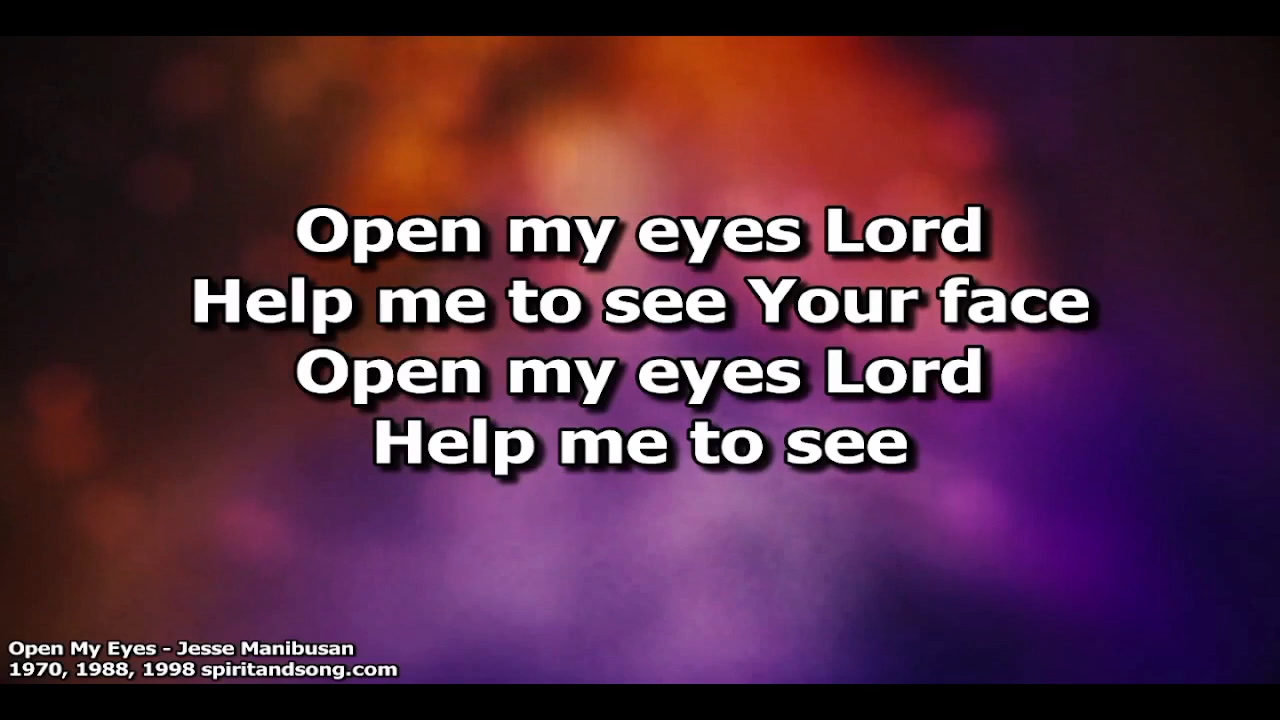 Open my eyes Lord
Help me to see Your face
Open my eyes Lord
Help me to see
Open My Eyes - Jesse Manibusan
1970, 1988, 1998 spiritandsong.com